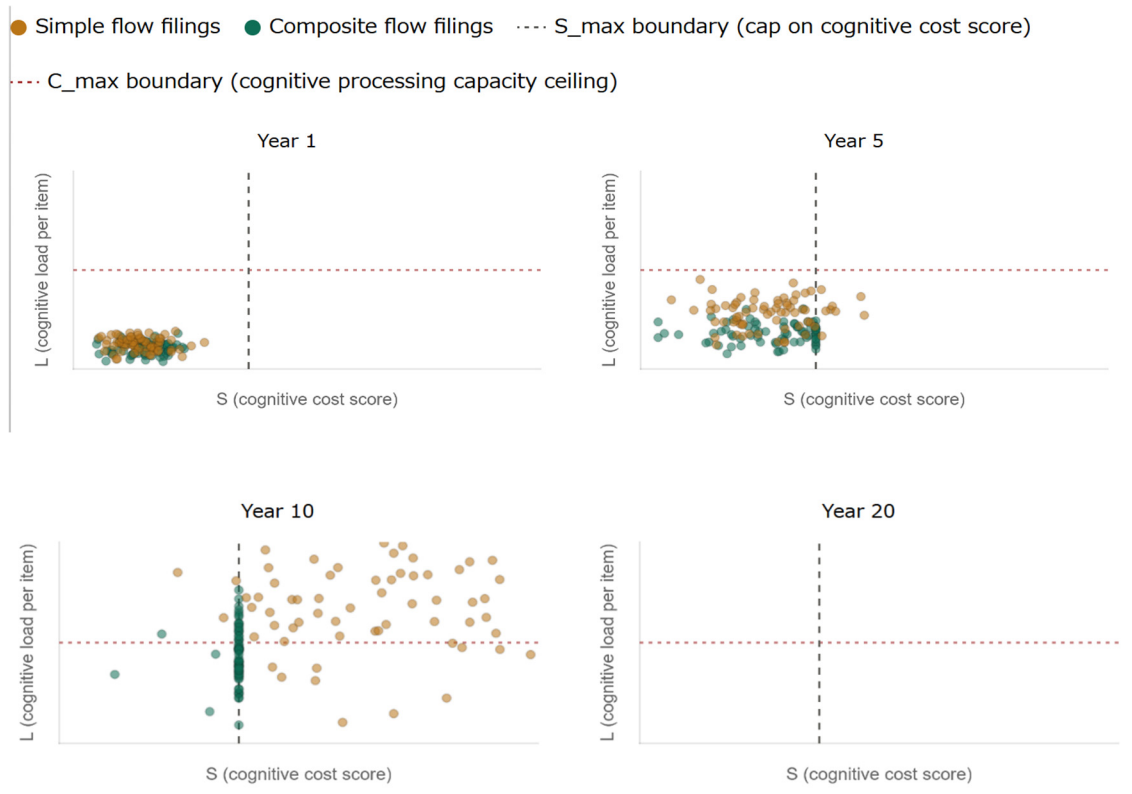 Simple flow filings Composite flow filings S_max boundary (cap on cognitive cost score)
C_max boundary (cognitive processing capacity ceiling)
Year 1
L (cognitive load per item)
S (cognitive cost score)
Year 5
L (cognitive load per item)
S (cognitive cost score)
Year 10
L (cognitive load per item)
S (cognitive cost score)
Year 20
L (cognitive load per item)
S (cognitive cost score)